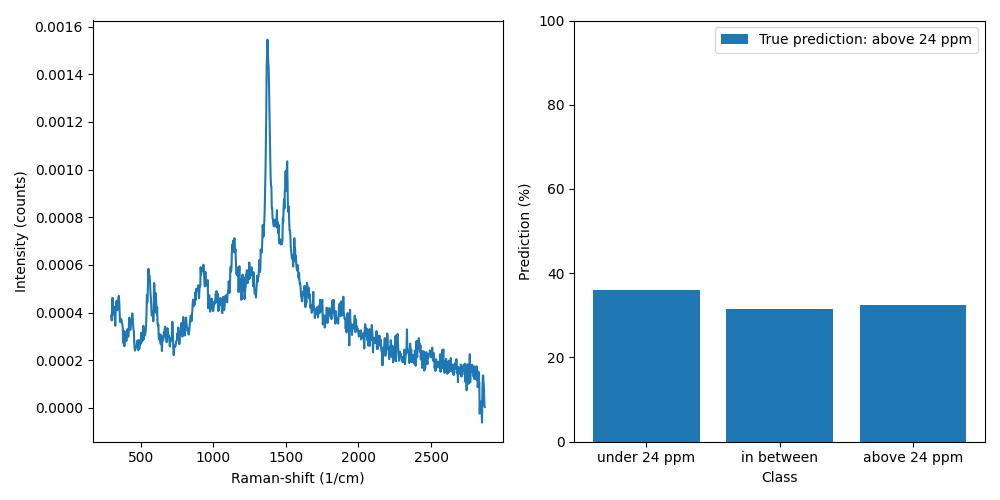 0.0016
0.0014
0.0012
0.0010
0.0008
0.0006
0.0004
0.0002
0.0000
Intensity (counts)
500 1000 1500 2000 2500
Raman-shift (1/cm)
100
80
60
40
20
0
Prediction (%)
True prediction: above 24 ppm
under 24 ppm in between above 24 ppm
Class